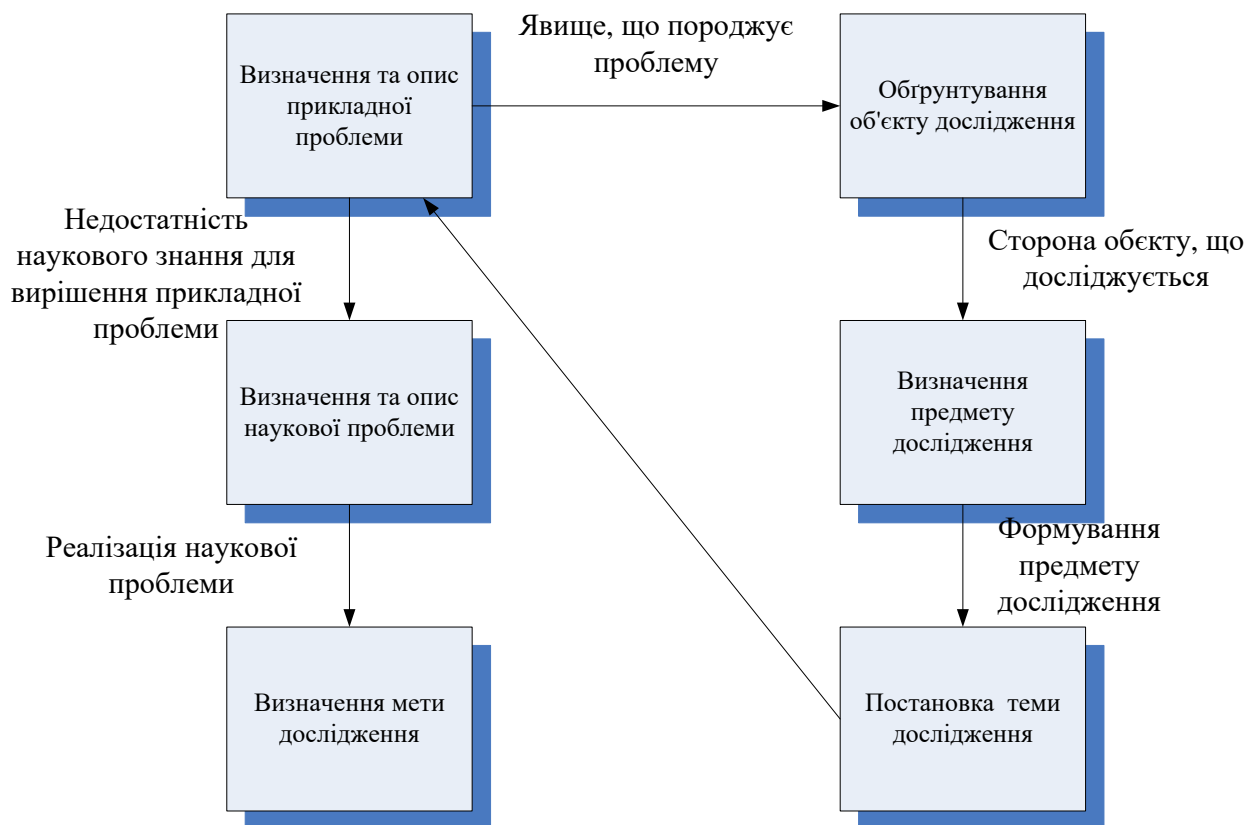 Явище, що породжує
проблему
Визначення та опис
прикладної
проблеми
Обґрунтування
об'єкту дослідження
Недостатність
наукового знання для
вирішення прикладної
проблеми
Сторона обєкту, що
досліджується
Визначення та опис
наукової проблеми
Визначення
предмету
дослідження
Реалізація наукової
проблеми
Формування
предмету
дослідження
Визначення мети
дослідження
Постановка теми
дослідження